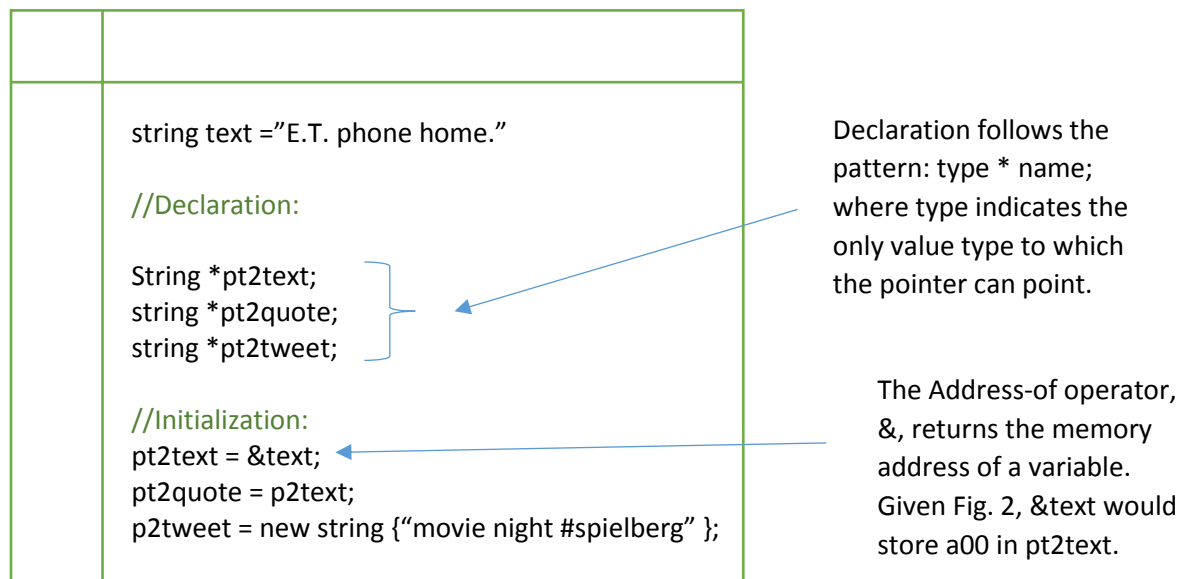 string text =”E.T. phone home.”
//Declaration:
String *pt2text;
string *pt2quote;
string *pt2tweet;
//Initialization:
pt2text = &text;
pt2quote = p2text;
p2tweet = new string {“movie night #spielberg” };
Declaration follows the
pattern: type * name;
where type indicates the
only value type to which
the pointer can point.
The Address-of operator,
&, returns the memory
address of a variable.
Given Fig. 2, &text would
store a00 in pt2text.